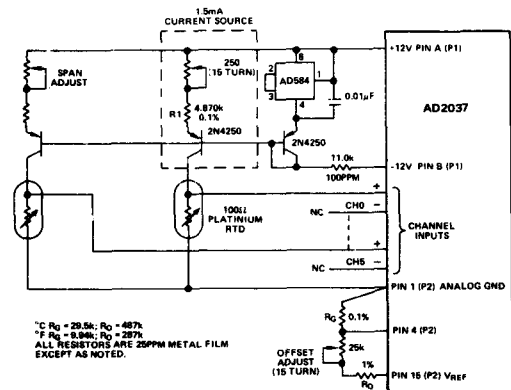 1.5mA
CURRENT SOURCE
+12V PIN A (P1)
SPAN
ADJUST
250
(15 TURN)
8
2
3
AD584
1
4
0.01µF
AD2037
R1
4.870k
0.1%
2N4250
2N4250
11.0k
100PPM
-12V PIN B (P1)
100Ω
PLATINIUM
RTD
+
NC
CH0
-
CHANNEL
INPUTS
+
NC
CH5
-
PIN 1 (P2) ANALOG GND
RG
0.1%
PIN 4 (P2)
25k
OFFSET
ADJUST
(15 TURN)
1%
RO
PIN 15 (P2) VREF
°C RG = 29.5k; RO = 487k
°F RG = 9.94k; RO = 287k
ALL RESISTORS ARE 25PPM METAL FILM
EXCEPT AS NOTED.